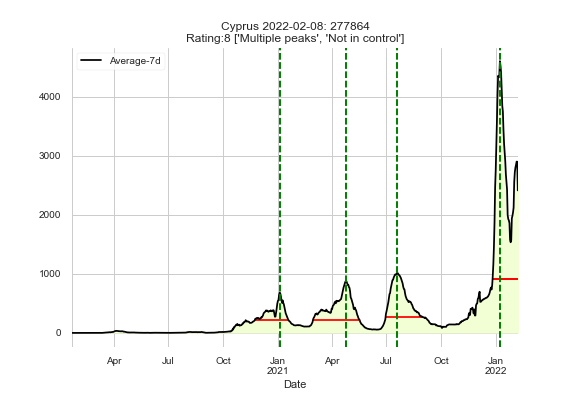 Cyprus 2022-02-08: 277864
Rating:8 ['Multiple peaks', 'Not in control']
Average-7d
4000
3000
2000
1000
0
Apr
Jul
Oct
Jan
2021
Apr
Jul
Oct
Jan
2022
Date